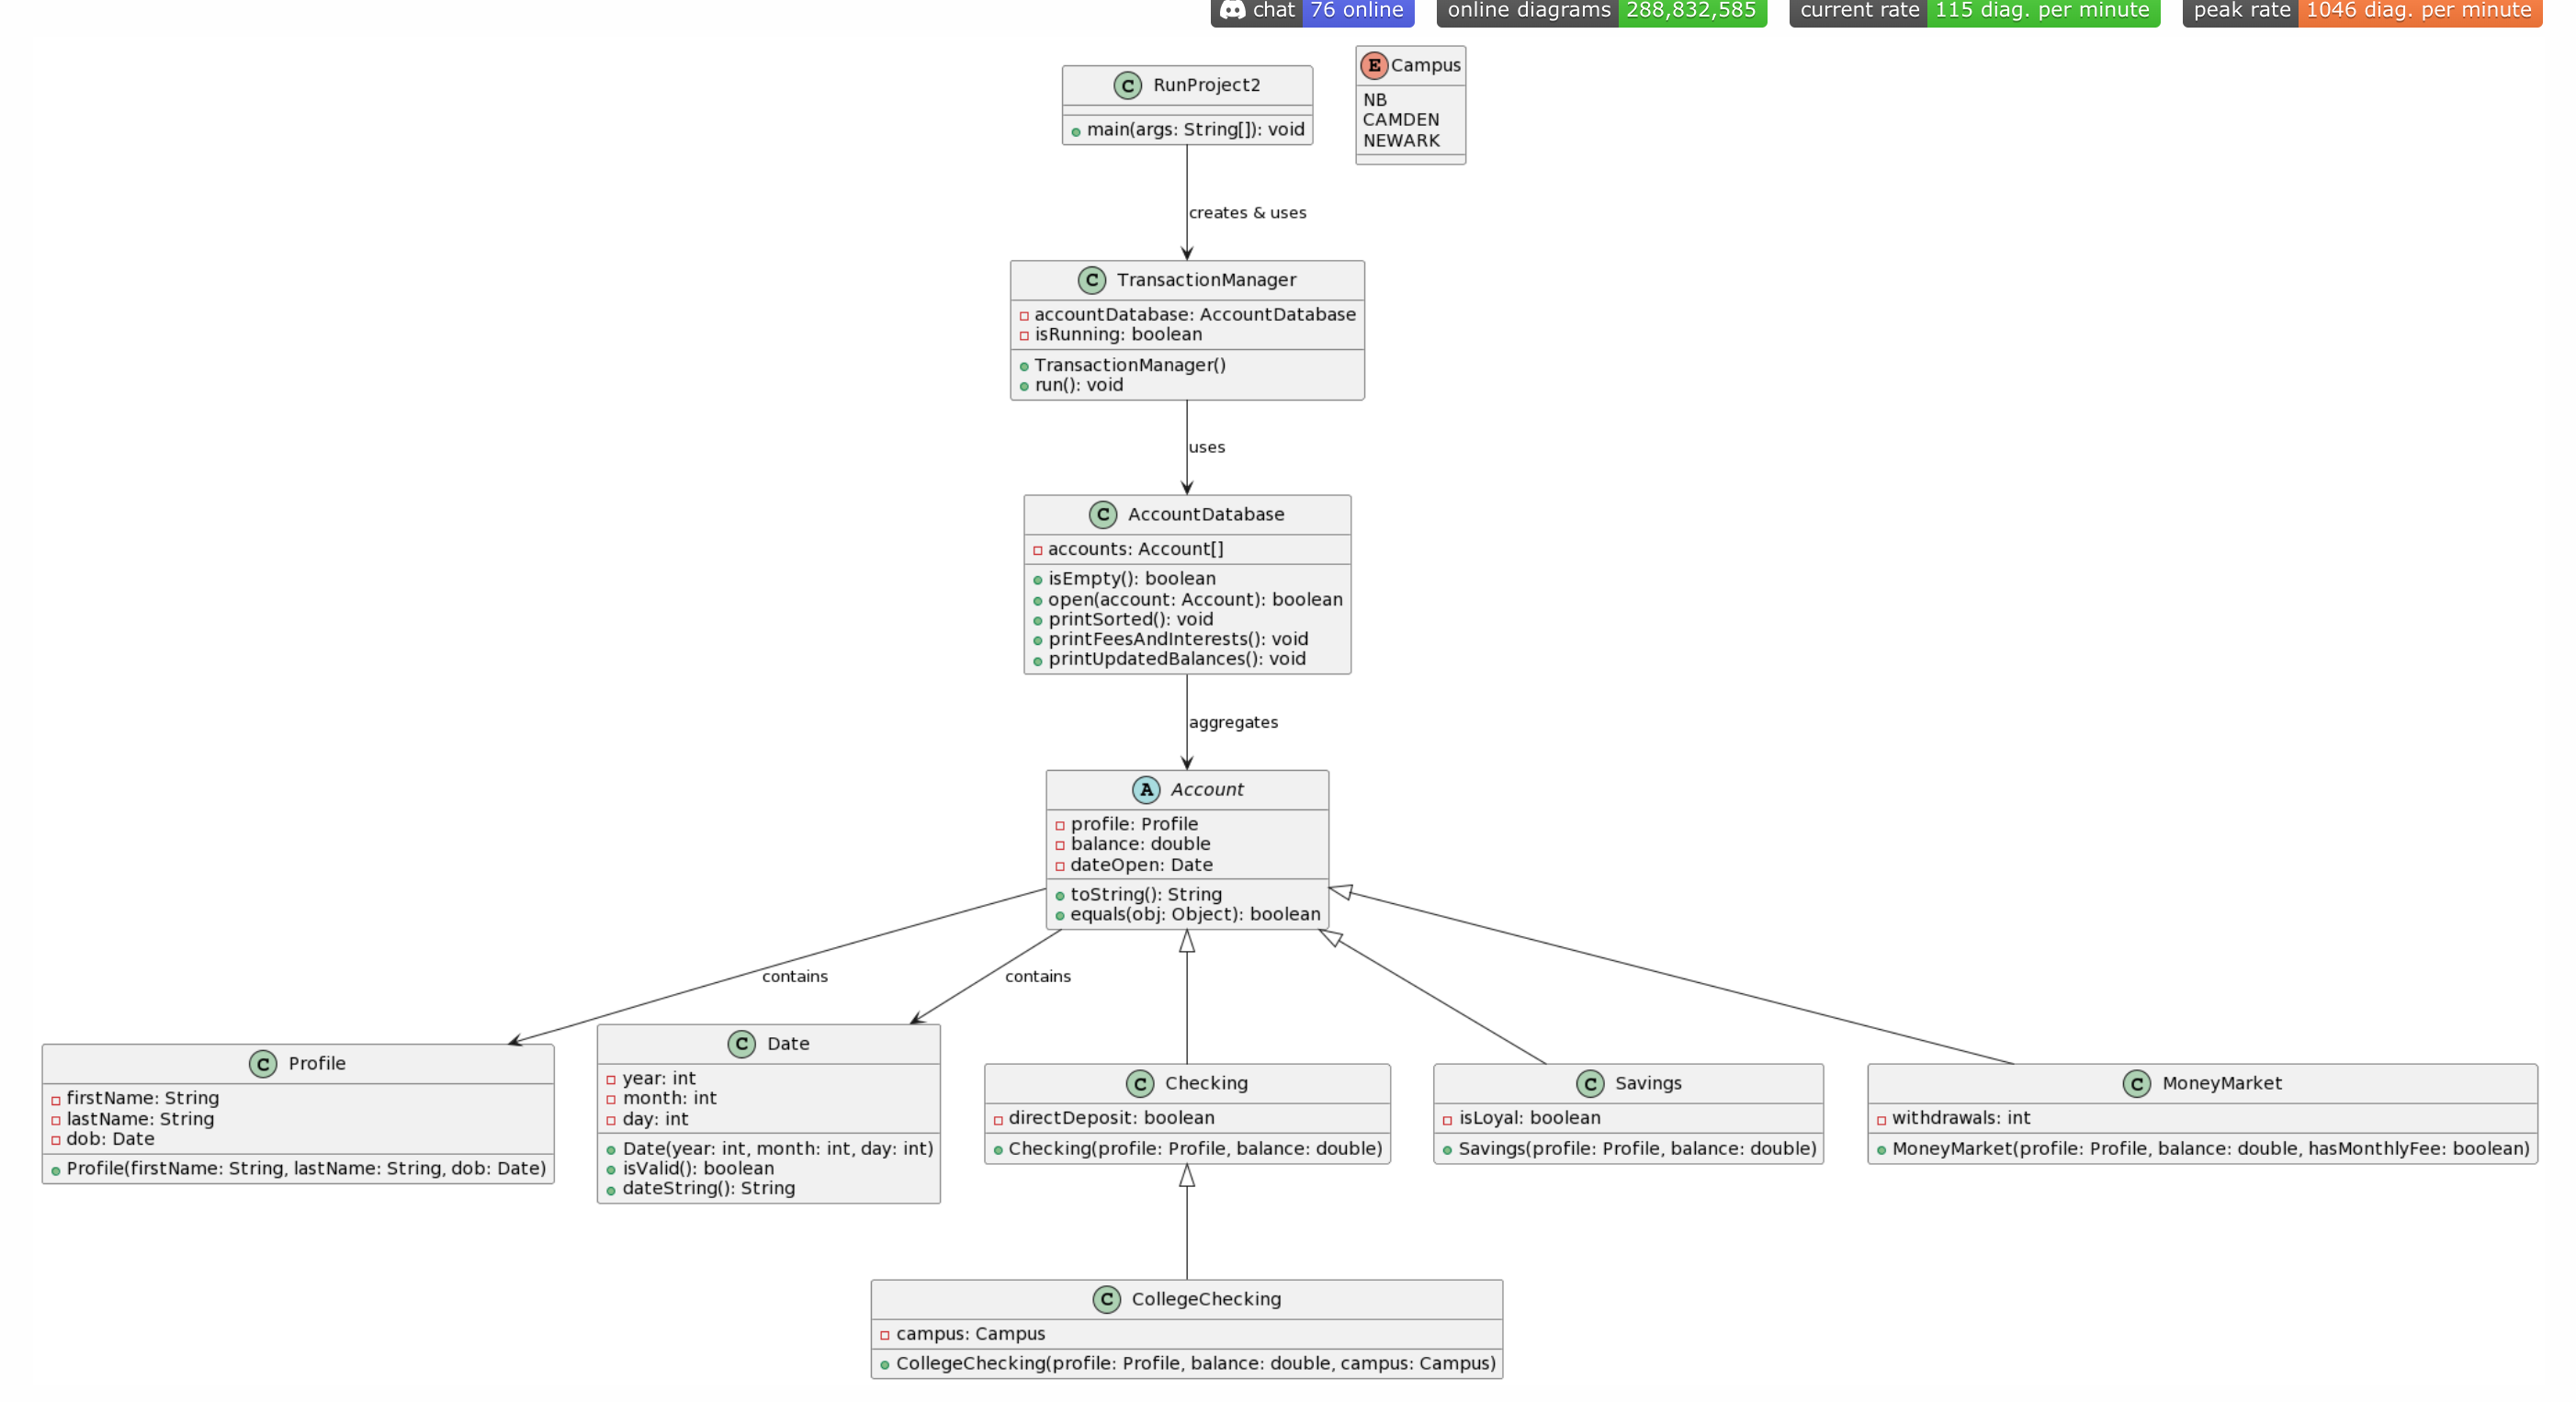 chat 76 online
online diagrams 288,832,585
current rate 115 diag. per minute
peak rate 1046 diag. per minute
C RunProject2
main(args: String[]): void
E Campus
NB
CAMDEN
NEWARK
creates & uses
C TransactionManager
accountDatabase: AccountDatabase
isRunning: boolean
TransactionManager()
run(): void
uses
C AccountDatabase
accounts: Account[]
isEmpty(): boolean
open(account: Account): boolean
printSorted(): void
printFeesAndInterests(): void
printUpdatedBalances(): void
aggregates
A Account
profile: Profile
balance: double
dateOpen: Date
toString(): String
equals(obj: Object): boolean
contains
contains
C Profile
firstName: String
lastName: String
dob: Date
Profile(firstName: String, lastName: String, dob: Date)
C Date
year: int
month: int
day: int
Date(year: int, month: int, day: int)
isValid(): boolean
dateString(): String
C Checking
directDeposit: boolean
Checking(profile: Profile, balance: double)
C Savings
isLoyal: boolean
Savings(profile: Profile, balance: double)
C MoneyMarket
withdrawals: int
MoneyMarket(profile: Profile, balance: double, hasMonthlyFee: boolean)
C CollegeChecking
campus: Campus
CollegeChecking(profile: Profile, balance: double, campus: Campus)